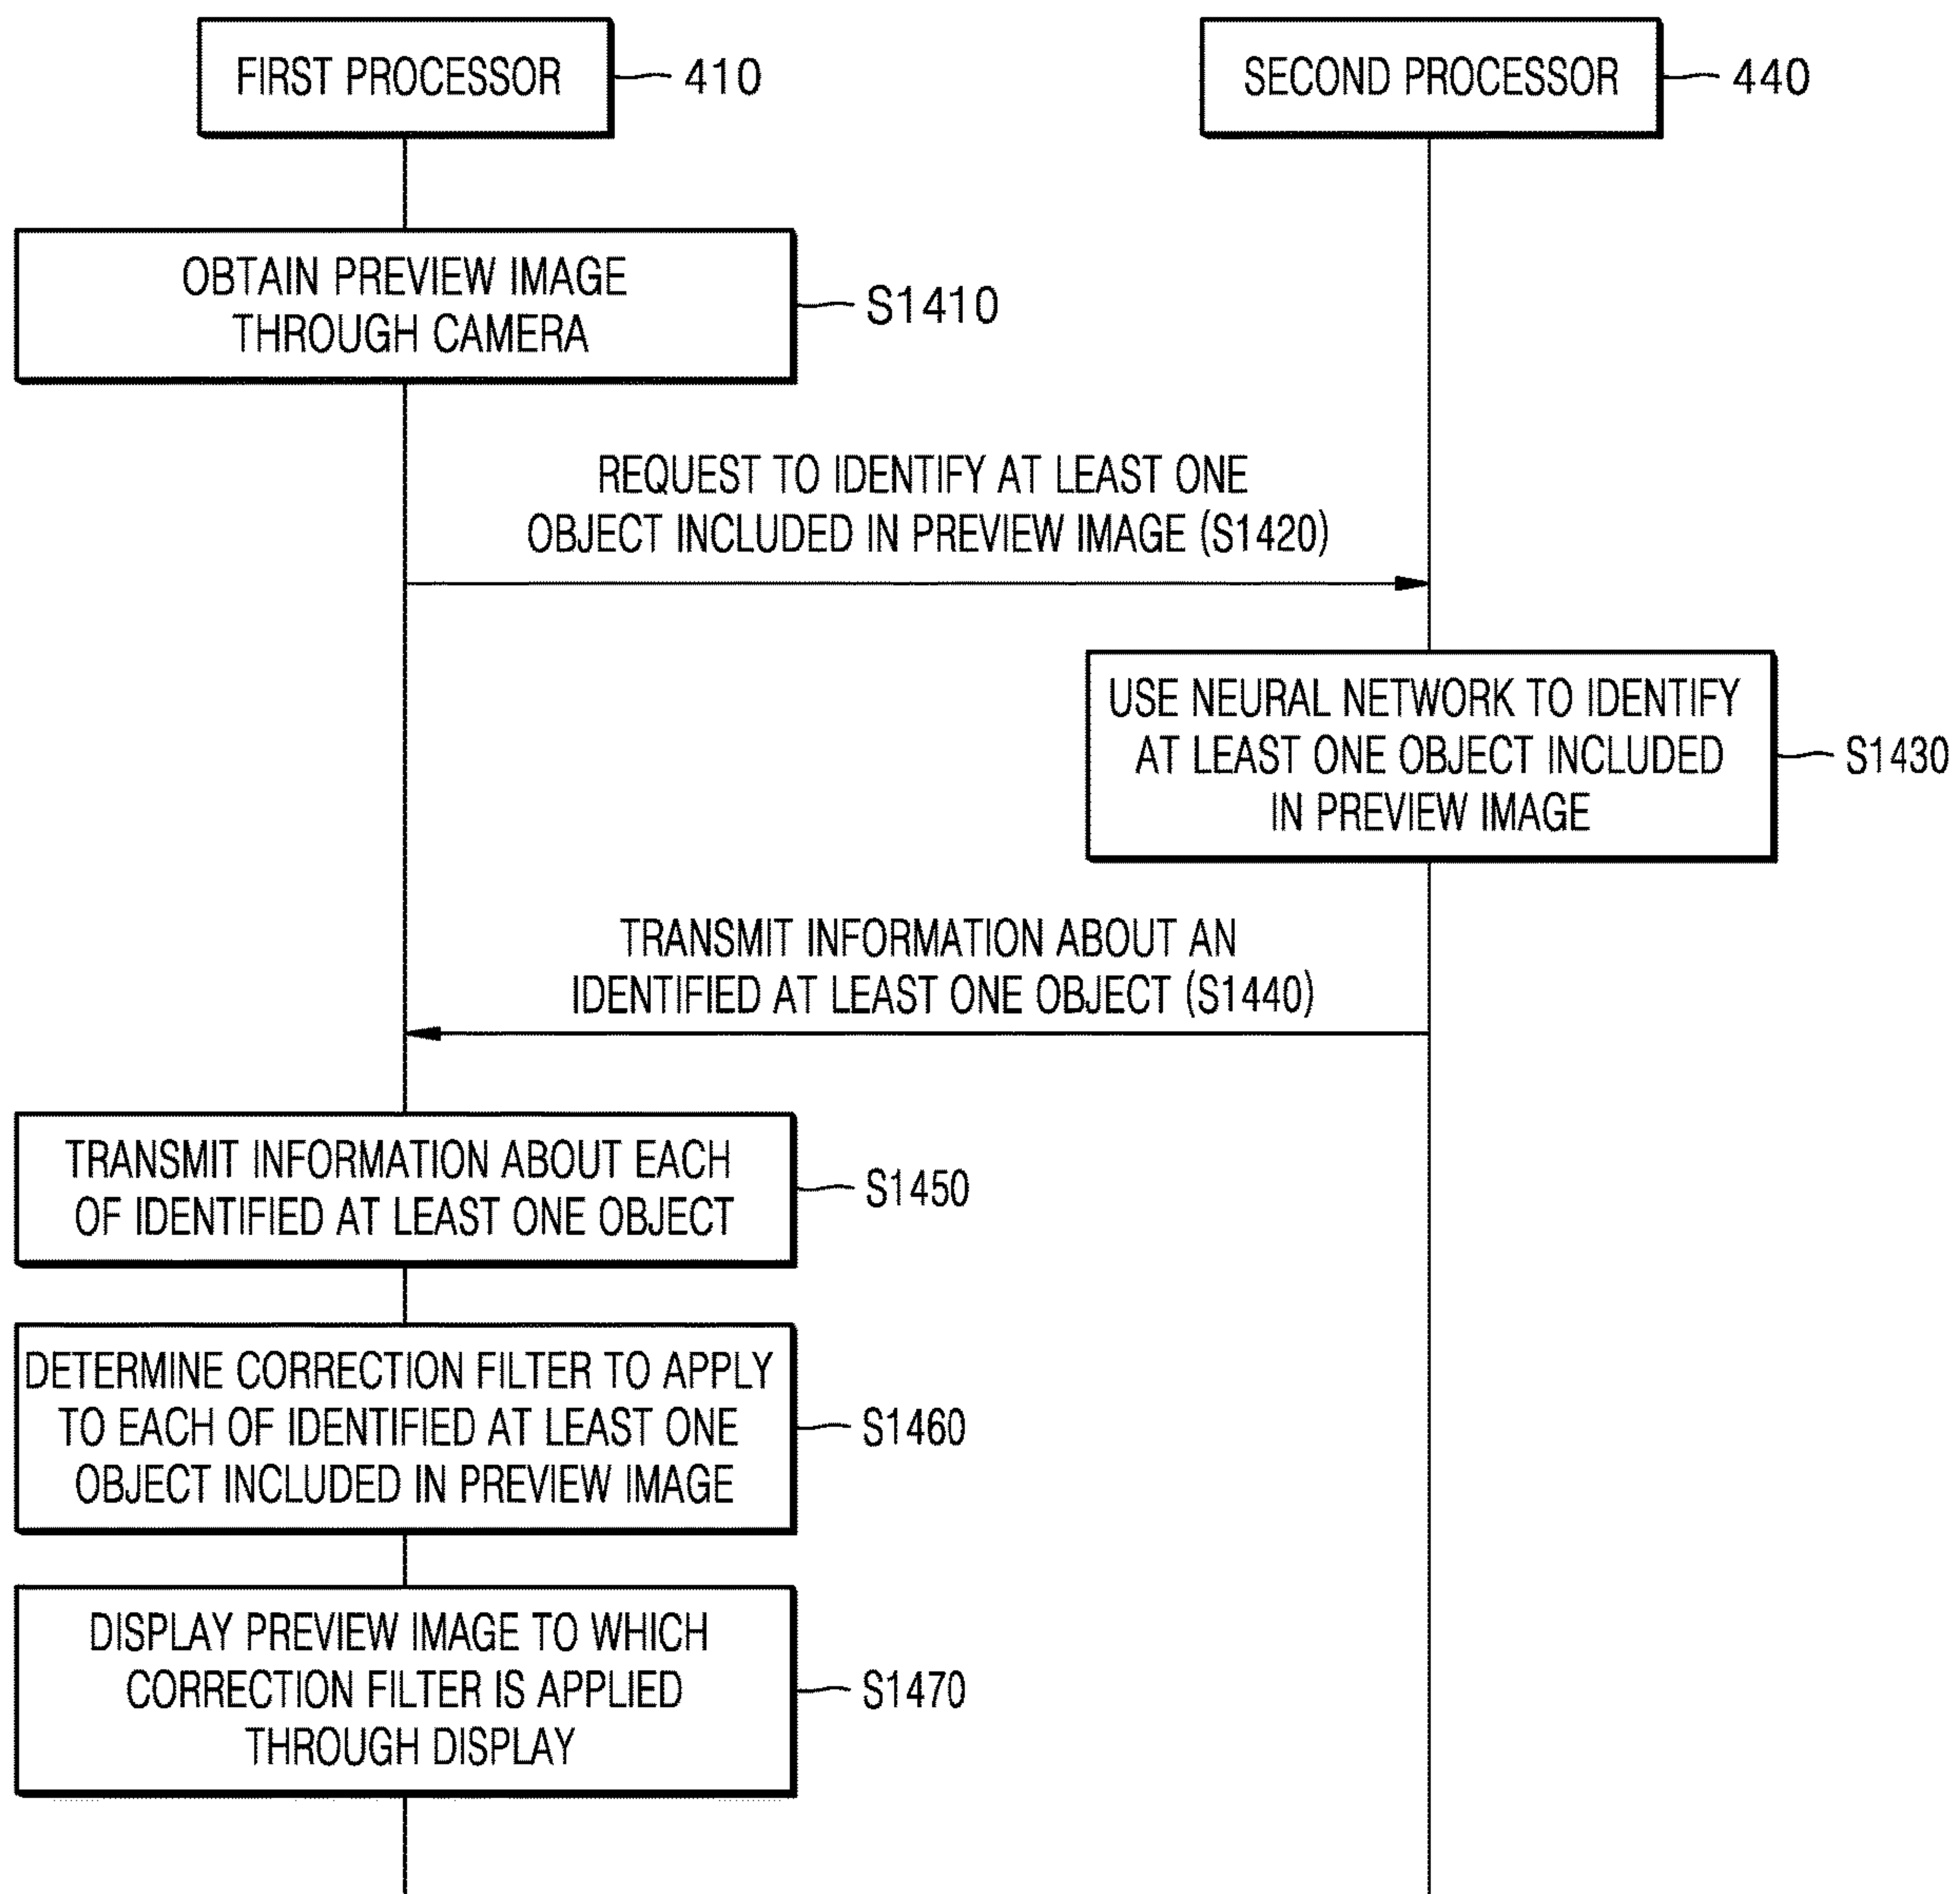 FIRST PROCESSOR 410
SECOND PROCESSOR 440
OBTAIN PREVIEW IMAGE
THROUGH CAMERA
S1410
REQUEST TO IDENTIFY AT LEAST ONE
OBJECT INCLUDED IN PREVIEW IMAGE (S1420)
USE NEURAL NETWORK TO IDENTIFY
AT LEAST ONE OBJECT INCLUDED
IN PREVIEW IMAGE
S1430
TRANSMIT INFORMATION ABOUT AN
IDENTIFIED AT LEAST ONE OBJECT (S1440)
TRANSMIT INFORMATION ABOUT EACH
OF IDENTIFIED AT LEAST ONE OBJECT
S1450
DETERMINE CORRECTION FILTER TO APPLY
TO EACH OF IDENTIFIED AT LEAST ONE
OBJECT INCLUDED IN PREVIEW IMAGE
S1460
DISPLAY PREVIEW IMAGE TO WHICH
CORRECTION FILTER IS APPLIED
THROUGH DISPLAY
S1470